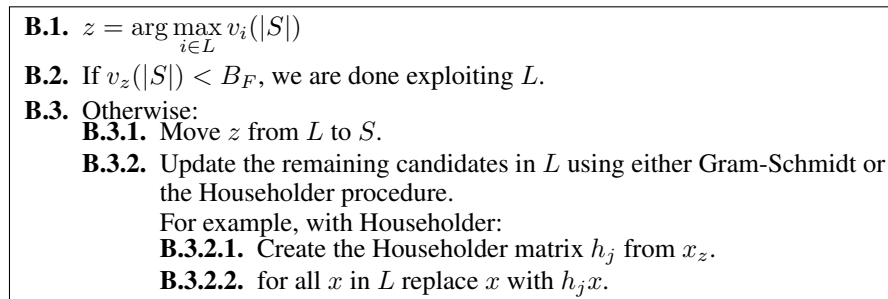 B.1. z = arg max_{i∈L} v_i(|S|)
B.2. If v_z(|S|) < B_F, we are done exploiting L.
B.3. Otherwise:
B.3.1. Move z from L to S.
B.3.2. Update the remaining candidates in L using either Gram-Schmidt or
the Householder procedure.
For example, with Householder:
B.3.2.1. Create the Householder matrix h_j from x_z.
B.3.2.2. for all x in L replace x with h_j x.